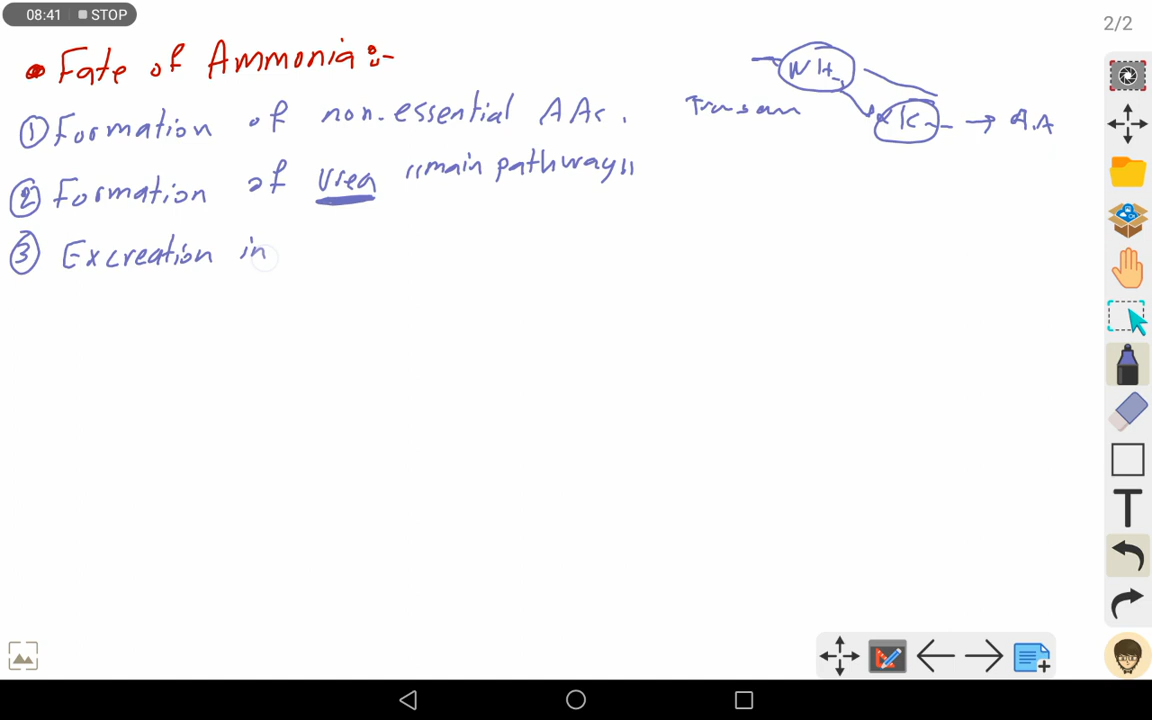 08:41 STOP
2/2
• Fate of Ammonia:-
① Formation of non-essential AAs.
② Formation of Urea "main pathway"
③ Excreation in
NH3
→ A.A
T